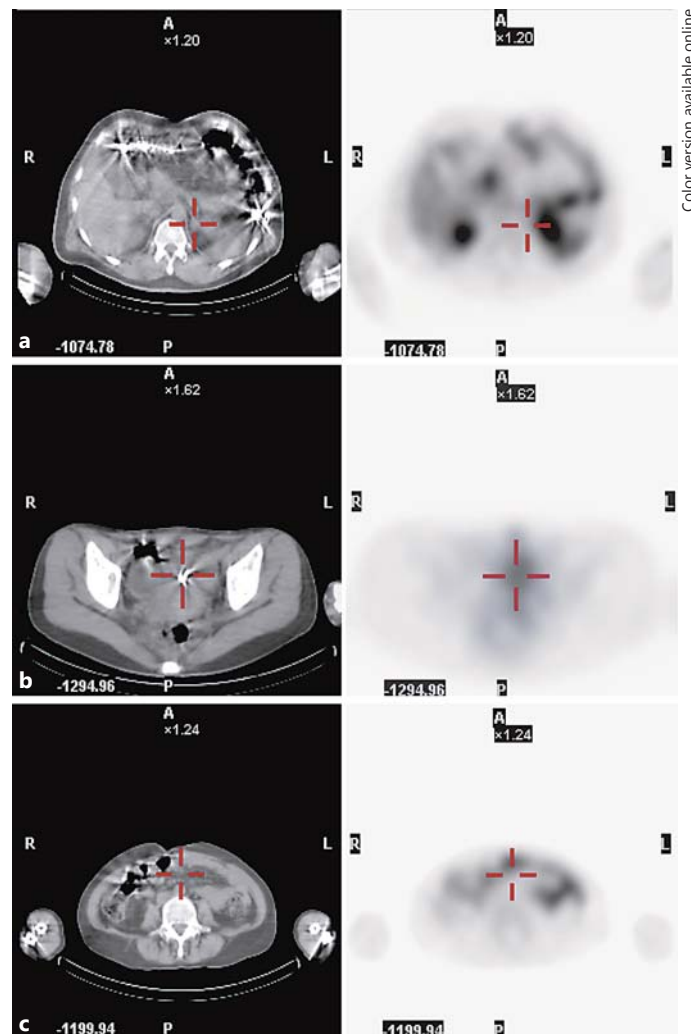 A
×1.20
R
L
a
-1074.78
P
A
×1.20
R
L
-1074.78
P
A
×1.62
R
L
b
-1294.96
P
A
×1.62
R
L
-1294.96
P
A
×1.24
R
L
c
-1199.94
P
A
×1.24
R
L
-1199.94
P
Color version available online